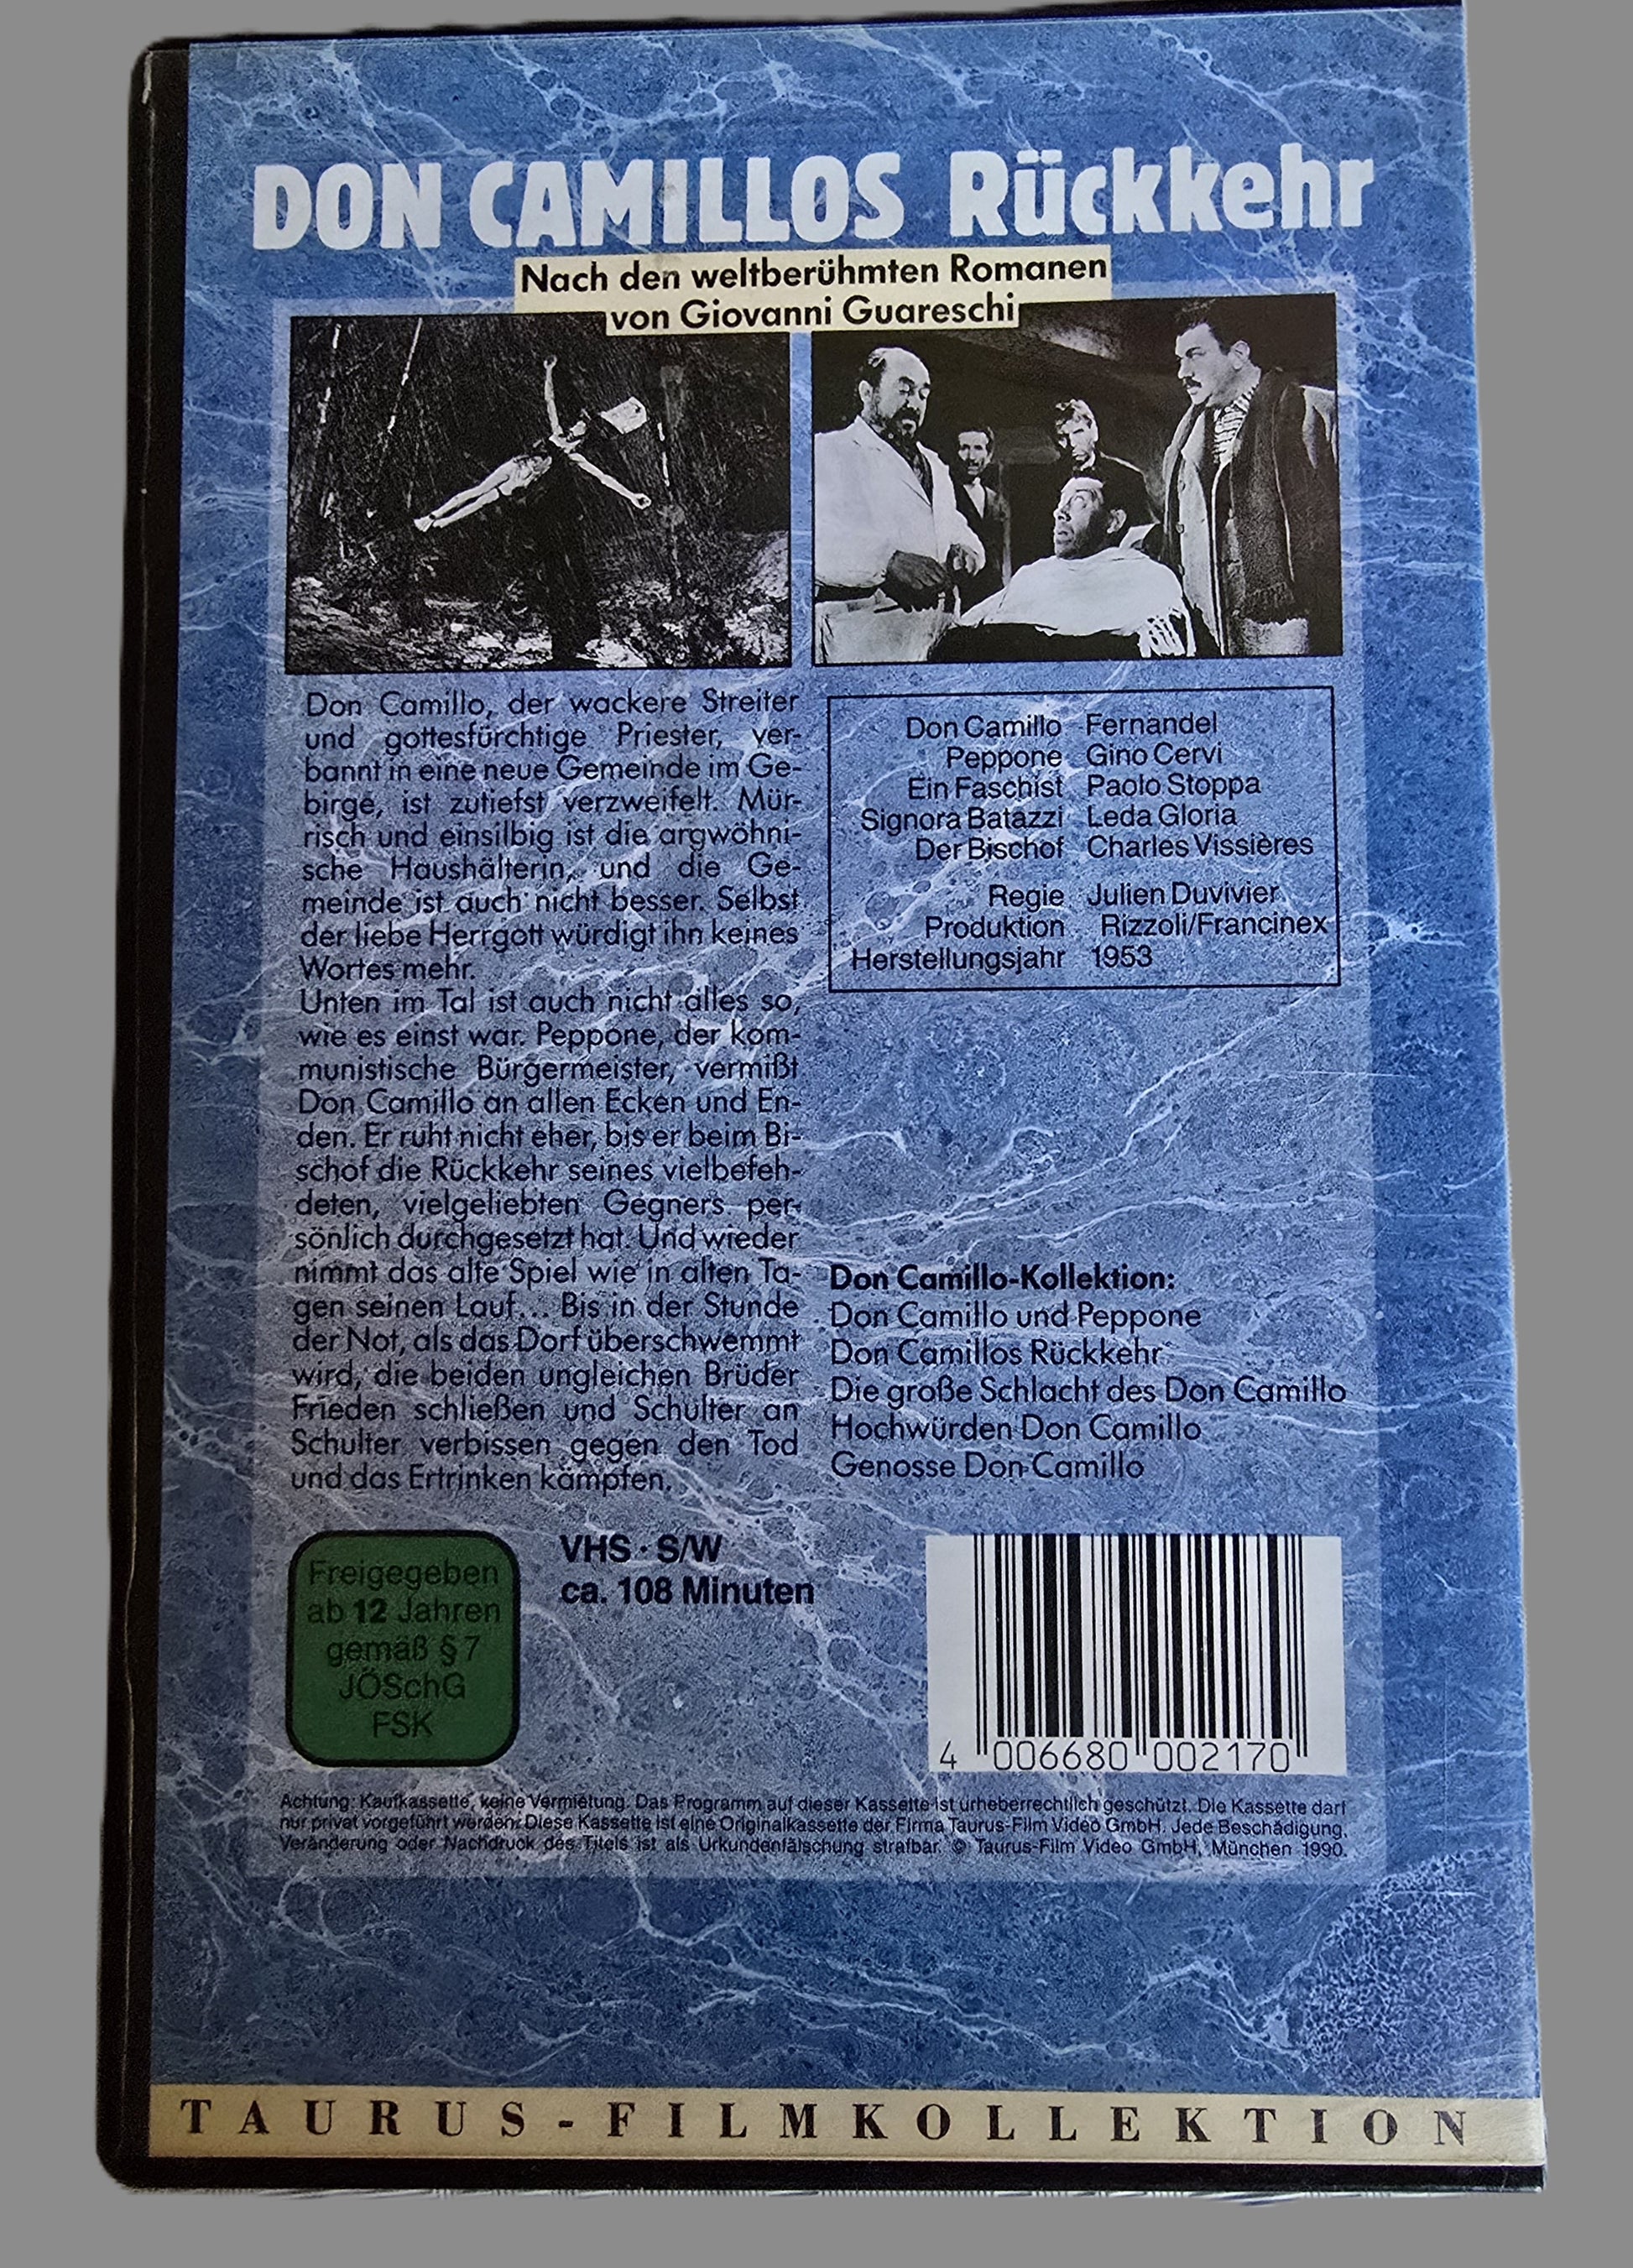 DON CAMILLOS Rückkehr
Nach den weltberühmten Romanen
von Giovanni Guareschi
Don Camillo, der wackere Streiter
und gottesfürchtige Priester, ver-
bannt in eine neue Gemeinde im Ge-
birge, ist zutiefst verzweifelt. Mür-
risch und einsilbig ist die argwöhni-
sche Haushälterin, und die Ge-
meinde ist auch nicht besser. Selbst
der liebe Herrgott würdigt ihn keines
Wortes mehr.
Unten im Tal ist auch nicht alles so,
wie es einst war. Peppone, der kom-
munistische Bürgermeister, vermißt
Don Camillo an allen Ecken und En-
den. Er ruht nicht eher, bis er beim Bi-
schof die Rückkehr seines vielbefeh-
deten, vielgeliebten Gegners per-
sönlich durchgesetzt hat. Und wieder
nimmt das alte Spiel wie in alten Ta-
gen seinen Lauf... Bis in der Stunde
der Not, als das Dorf überschwemmt
wird, die beiden ungleichen Brüder
Frieden schließen und Schulter an
Schulter verbissen gegen den Tod
und das Ertrinken kämpfen.
Don Camillo Fernandel
Peppone Gino Cervi
Ein Faschist Paolo Stoppa
Signora Batazzi Leda Gloria
Der Bischof Charles Vissières
Regie Julien Duvivier
Produktion Rizzoli/Francinex
Herstellungsjahr 1953
Don Camillo-Kollektion:
Don Camillo und Peppone
Don Camillos Rückkehr
Die große Schlacht des Don Camillo
Hochwürden Don Camillo
Genosse Don Camillo
Freigegeben
ab 12 Jahren
gemäß § 7
JÖSchG
FSK
VHS · S/W
ca. 108 Minuten
4 006680 002170
Achtung: Kaufkassette, keine Vermietung. Das Programm auf dieser Kassette ist urheberrechtlich geschützt. Die Kassette darf
nur privat vorgeführt werden. Diese Kassette ist eine Originalkassette der Firma Taurus-Film Video GmbH. Jede Beschädigung,
Veränderung oder Nachdruck des Titels ist als Urkundenfälschung strafbar. © Taurus-Film Video GmbH, München 1990.
TAURUS-FILMKOLLEKTION